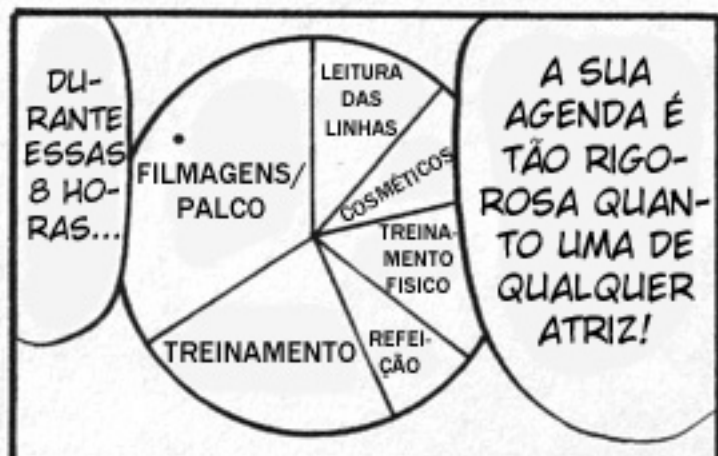 A SUA
AGENDA É
TÃO RIGO-
ROSA QUAN-
TO UMA DE
QUALQUER
ATRIZ!
LEITURA
DAS
LINHAS
COSMÉTICOS
TREINA-
MENTO
FISICO
REFEI-
ÇÃO
TREINAMENTO
FILMAGENS/
PALCO
DU-
RANTE
ESSAS
8 HO-
RAS...